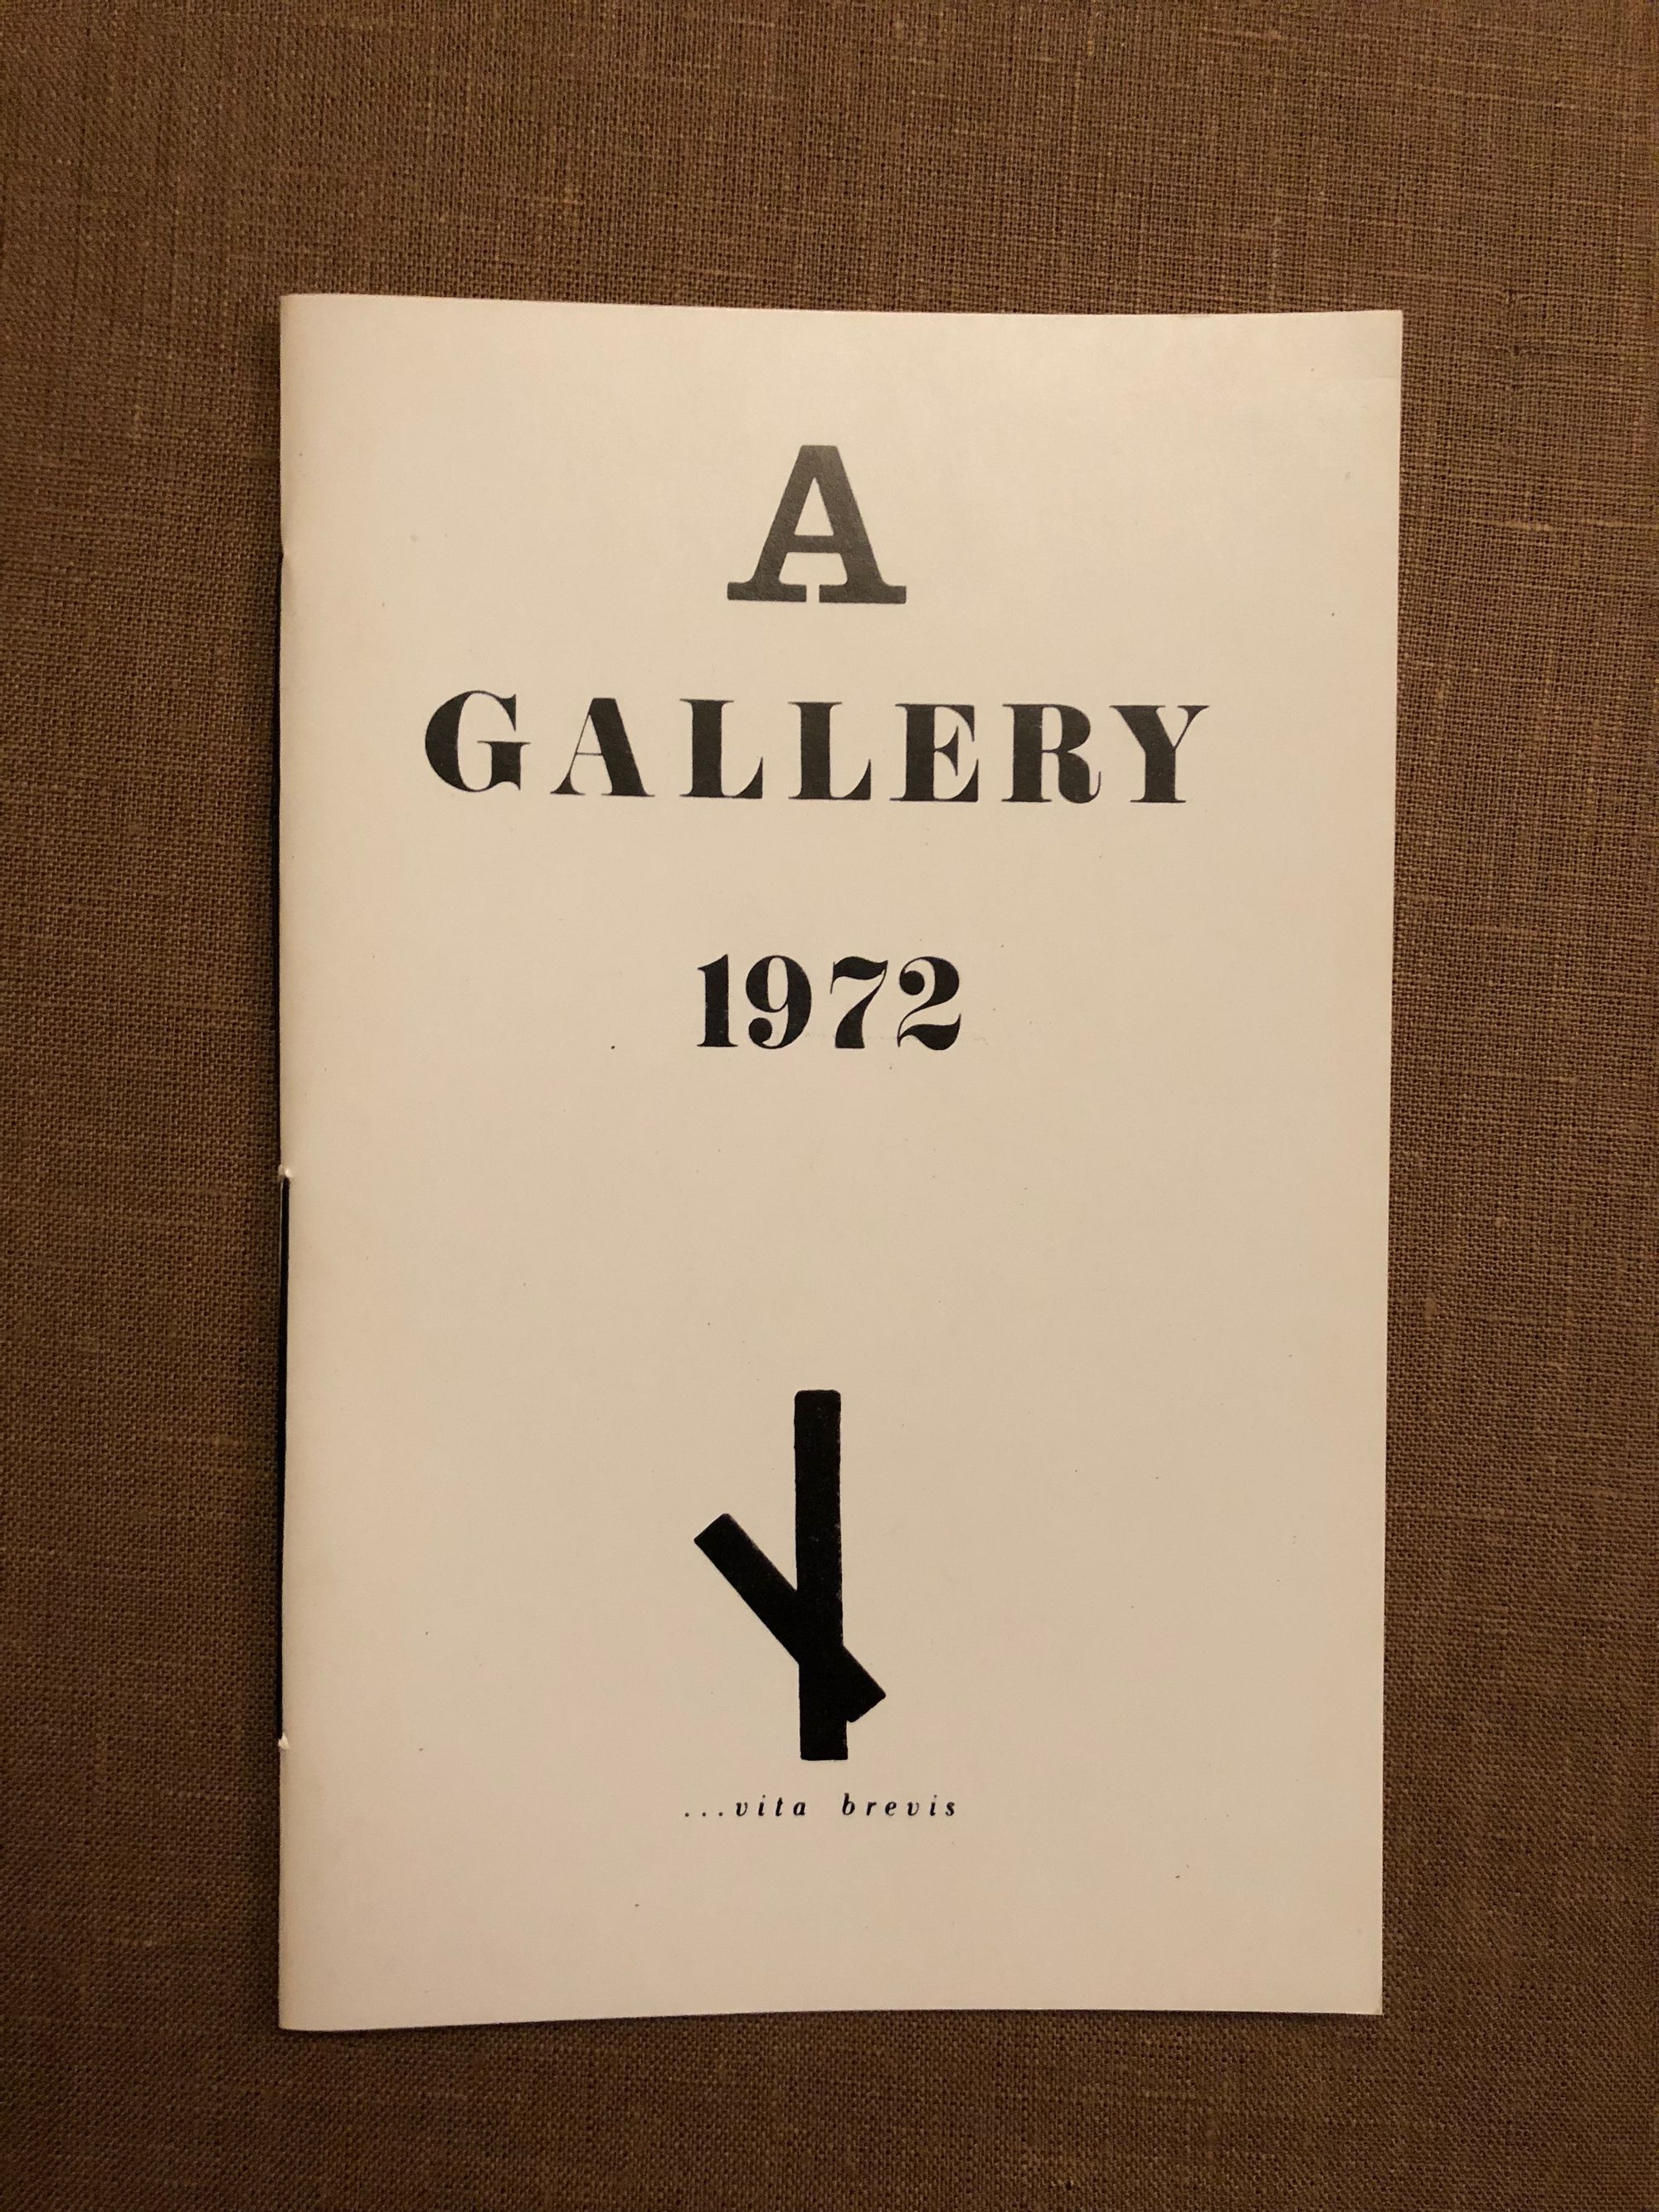 A
GALLERY
1972
...vita brevis